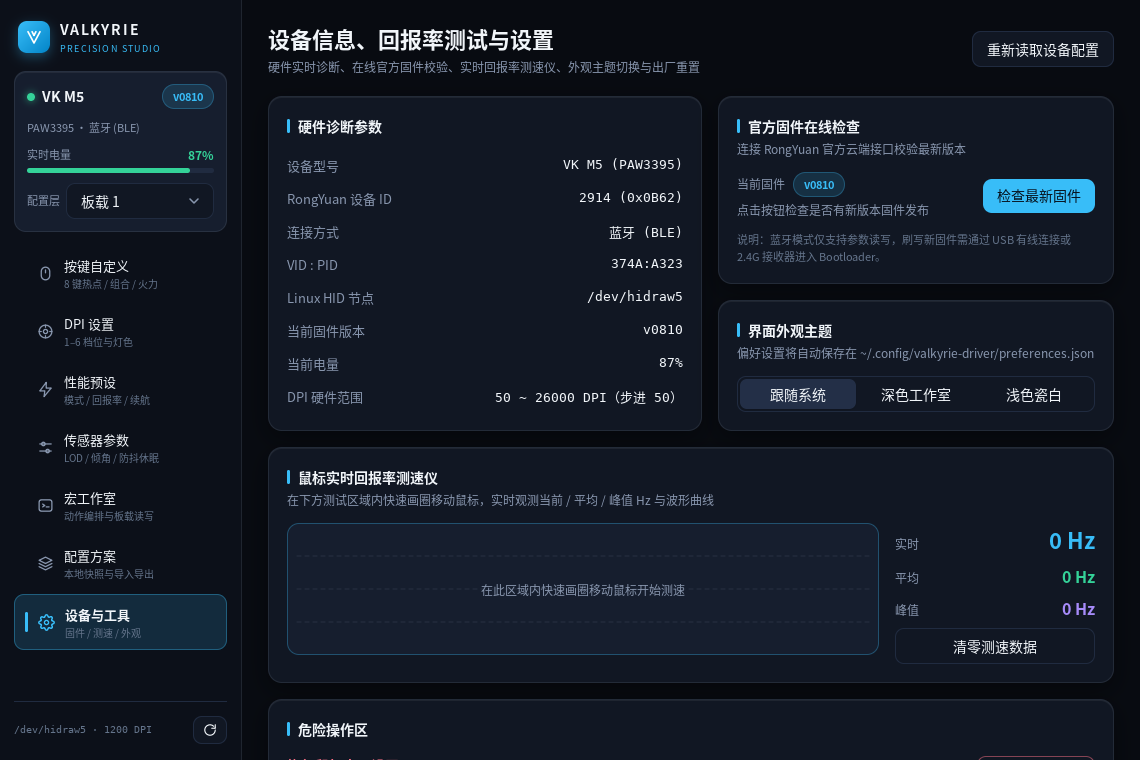 VALKYRIE
PRECISION STUDIO
VK M5
v0810
PAW3395 · 蓝牙 (BLE)
实时电量
87%
配置层
板载 1
按键自定义
8 键热点 / 组合 / 火力
DPI 设置
1–6 档位与灯色
性能预设
模式 / 回报率 / 续航
传感器参数
LOD / 倾角 / 防抖休眠
宏工作室
动作编排与板载读写
配置方案
本地快照与导入导出
设备与工具
固件 / 测速 / 外观
/dev/hidraw5 · 1200 DPI
设备信息、回报率测试与设置
硬件实时诊断、在线官方固件校验、实时回报率测速仪、外观主题切换与出厂重置
重新读取设备配置
硬件诊断参数
设备型号
VK M5 (PAW3395)
RongYuan 设备 ID
2914 (0x0B62)
连接方式
蓝牙 (BLE)
VID : PID
374A:A323
Linux HID 节点
/dev/hidraw5
当前固件版本
v0810
当前电量
87%
DPI 硬件范围
50 ~ 26000 DPI（步进 50）
官方固件在线检查
连接 RongYuan 官方云端接口校验最新版本
当前固件
v0810
点击按钮检查是否有新版本固件发布
检查最新固件
说明：蓝牙模式仅支持参数读写，刷写新固件需通过 USB 有线连接或
2.4G 接收器进入 Bootloader。
界面外观主题
偏好设置将自动保存在 ~/.config/valkyrie-driver/preferences.json
跟随系统
深色工作室
浅色瓷白
鼠标实时回报率测速仪
在下方测试区域内快速画圈移动鼠标，实时观测当前 / 平均 / 峰值 Hz 与波形曲线
在此区域内快速画圈移动鼠标开始测速
实时
0 Hz
平均
0 Hz
峰值
0 Hz
清零测速数据
危险操作区